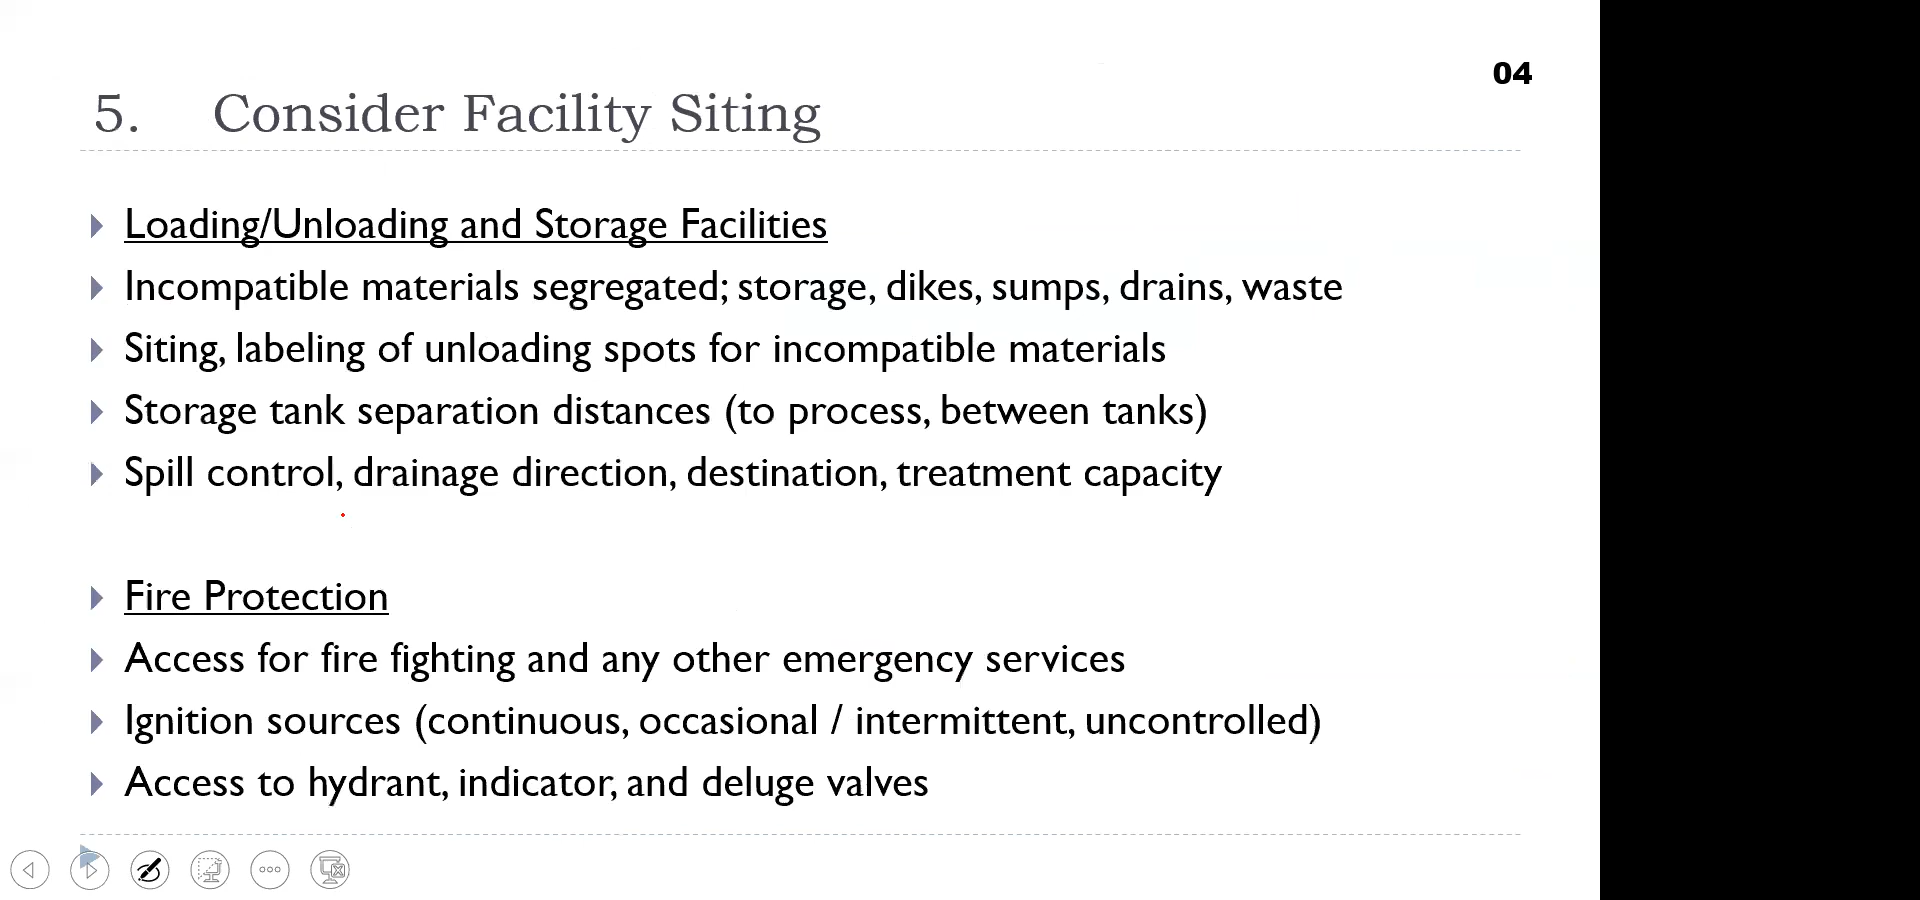 04
5. Consider Facility Siting
Loading/Unloading and Storage Facilities
Incompatible materials segregated; storage, dikes, sumps, drains, waste
Siting, labeling of unloading spots for incompatible materials
Storage tank separation distances (to process, between tanks)
Spill control, drainage direction, destination, treatment capacity
Fire Protection
Access for fire fighting and any other emergency services
Ignition sources (continuous, occasional / intermittent, uncontrolled)
Access to hydrant, indicator, and deluge valves